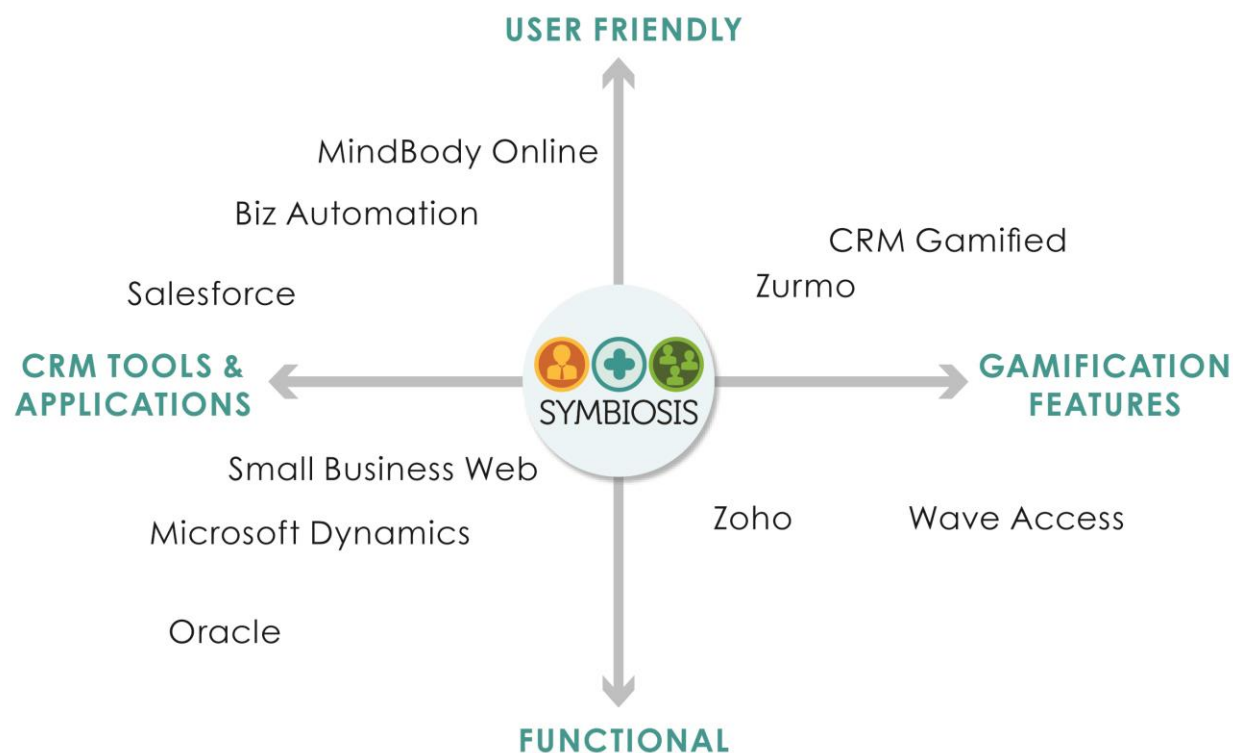 USER FRIENDLY
MindBody Online
Biz Automation
CRM Gamified
Zurmo
Salesforce
CRM TOOLS &
APPLICATIONS
SYMBIOSIS
GAMIFICATION
FEATURES
Small Business Web
Microsoft Dynamics
Zoho
Wave Access
Oracle
FUNCTIONAL